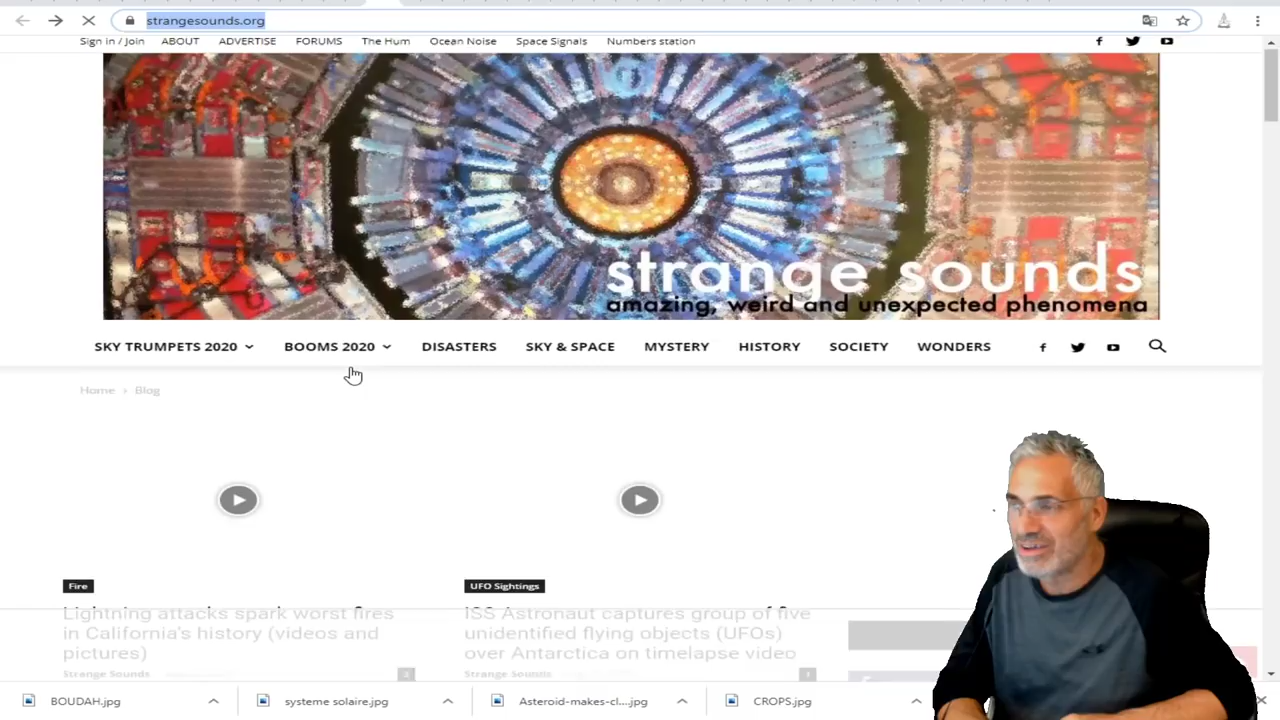 strangesounds.org
Sign in / Join ABOUT ADVERTISE FORUMS The Hum Ocean Noise Space Signals Numbers station
strange sounds
amazing, weird and unexpected phenomena
SKY TRUMPETS 2020 BOOMS 2020 DISASTERS SKY & SPACE MYSTERY HISTORY SOCIETY WONDERS
Home › Blog
Fire
Lightning attacks spark worst fires
in California's history (videos and
pictures)
Strange Sounds
UFO Sightings
ISS Astronaut captures group of five
unidentified flying objects (UFOs)
over Antarctica on timelapse video
Strange Sounds
BOUDAH.jpg systeme solaire.jpg Asteroid-makes-cl....jpg CROPS.jpg